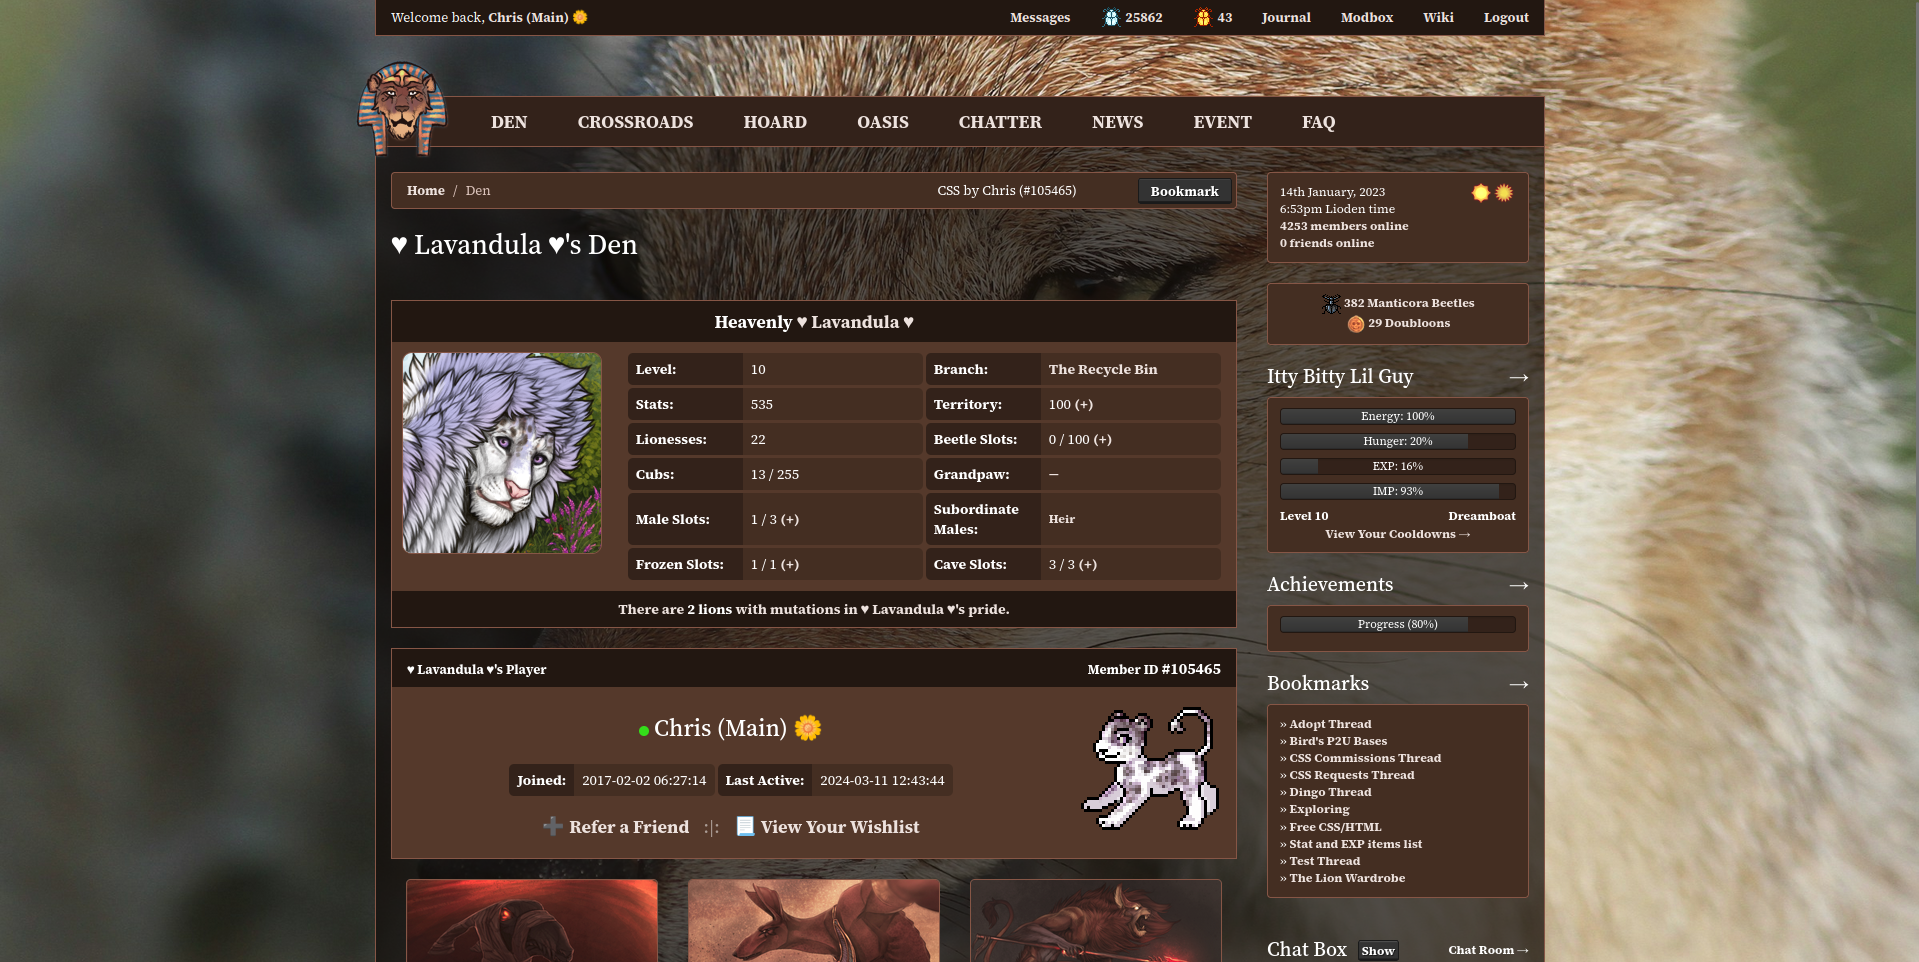 Welcome back, Chris (Main) 🌼
Messages 25862 43 Journal Modbox Wiki Logout
DEN CROSSROADS HOARD OASIS CHATTER NEWS EVENT FAQ
Home / Den CSS by Chris (#105465) Bookmark
♥ Lavandula ♥'s Den
Heavenly ♥ Lavandula ♥
Level: 10 Branch: The Recycle Bin
Stats: 535 Territory: 100 (+)
Lionesses: 22 Beetle Slots: 0 / 100 (+)
Cubs: 13 / 255 Grandpaw: —
Male Slots: 1 / 3 (+) Subordinate
Males: Heir
Frozen Slots: 1 / 1 (+) Cave Slots: 3 / 3 (+)
There are 2 lions with mutations in ♥ Lavandula ♥'s pride.
♥ Lavandula ♥'s Player Member ID #105465
Chris (Main) 🌼
Joined: 2017-02-02 06:27:14 Last Active: 2024-03-11 12:43:44
➕ Refer a Friend :|: 📃 View Your Wishlist
14th January, 2023
6:53pm Lioden time
4253 members online
0 friends online
382 Manticora Beetles
29 Doubloons
Itty Bitty Lil Guy →
Energy: 100%
Hunger: 20%
EXP: 16%
IMP: 93%
Level 10 Dreamboat
View Your Cooldowns →
Achievements →
Progress (80%)
Bookmarks →
» Adopt Thread
» Bird's P2U Bases
» CSS Commissions Thread
» CSS Requests Thread
» Dingo Thread
» Exploring
» Free CSS/HTML
» Stat and EXP items list
» Test Thread
» The Lion Wardrobe
Chat Box Show Chat Room →